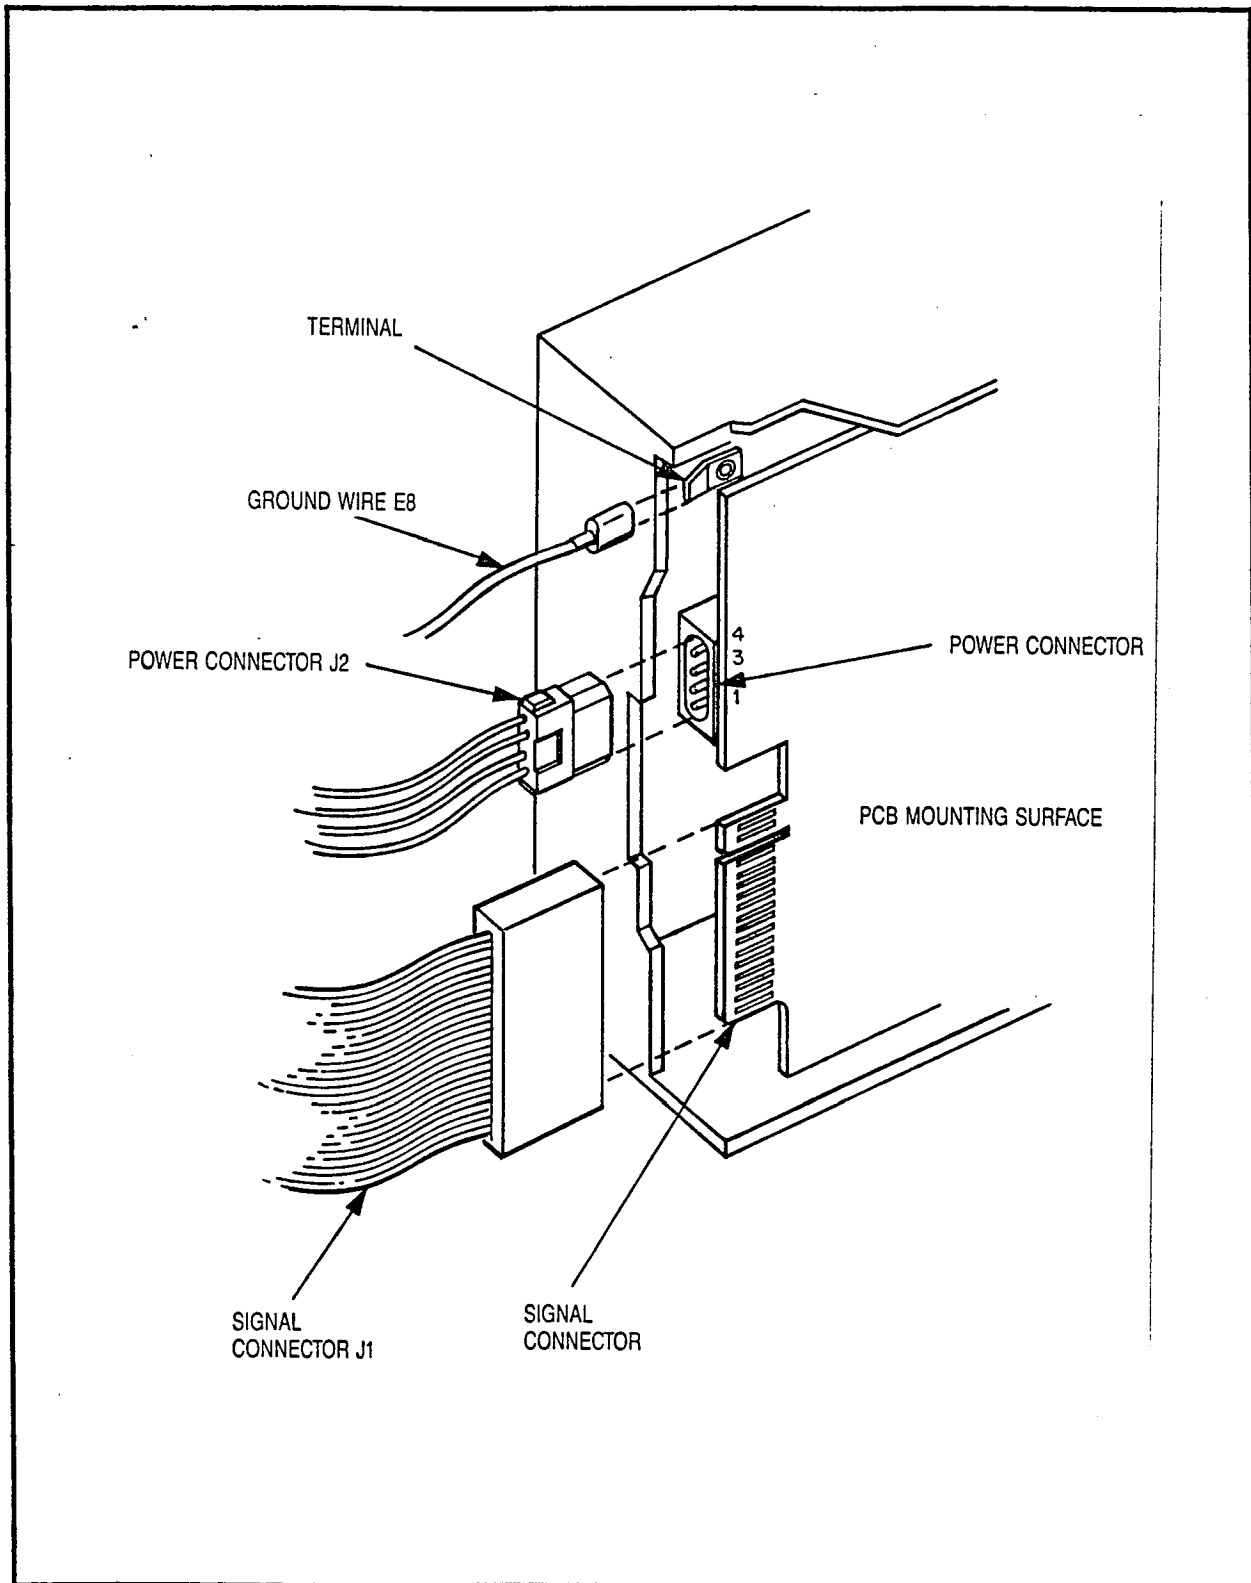 TERMINAL
GROUND WIRE E8
4
3
1
POWER CONNECTOR
POWER CONNECTOR J2
PCB MOUNTING SURFACE
SIGNAL
CONNECTOR J1
SIGNAL
CONNECTOR